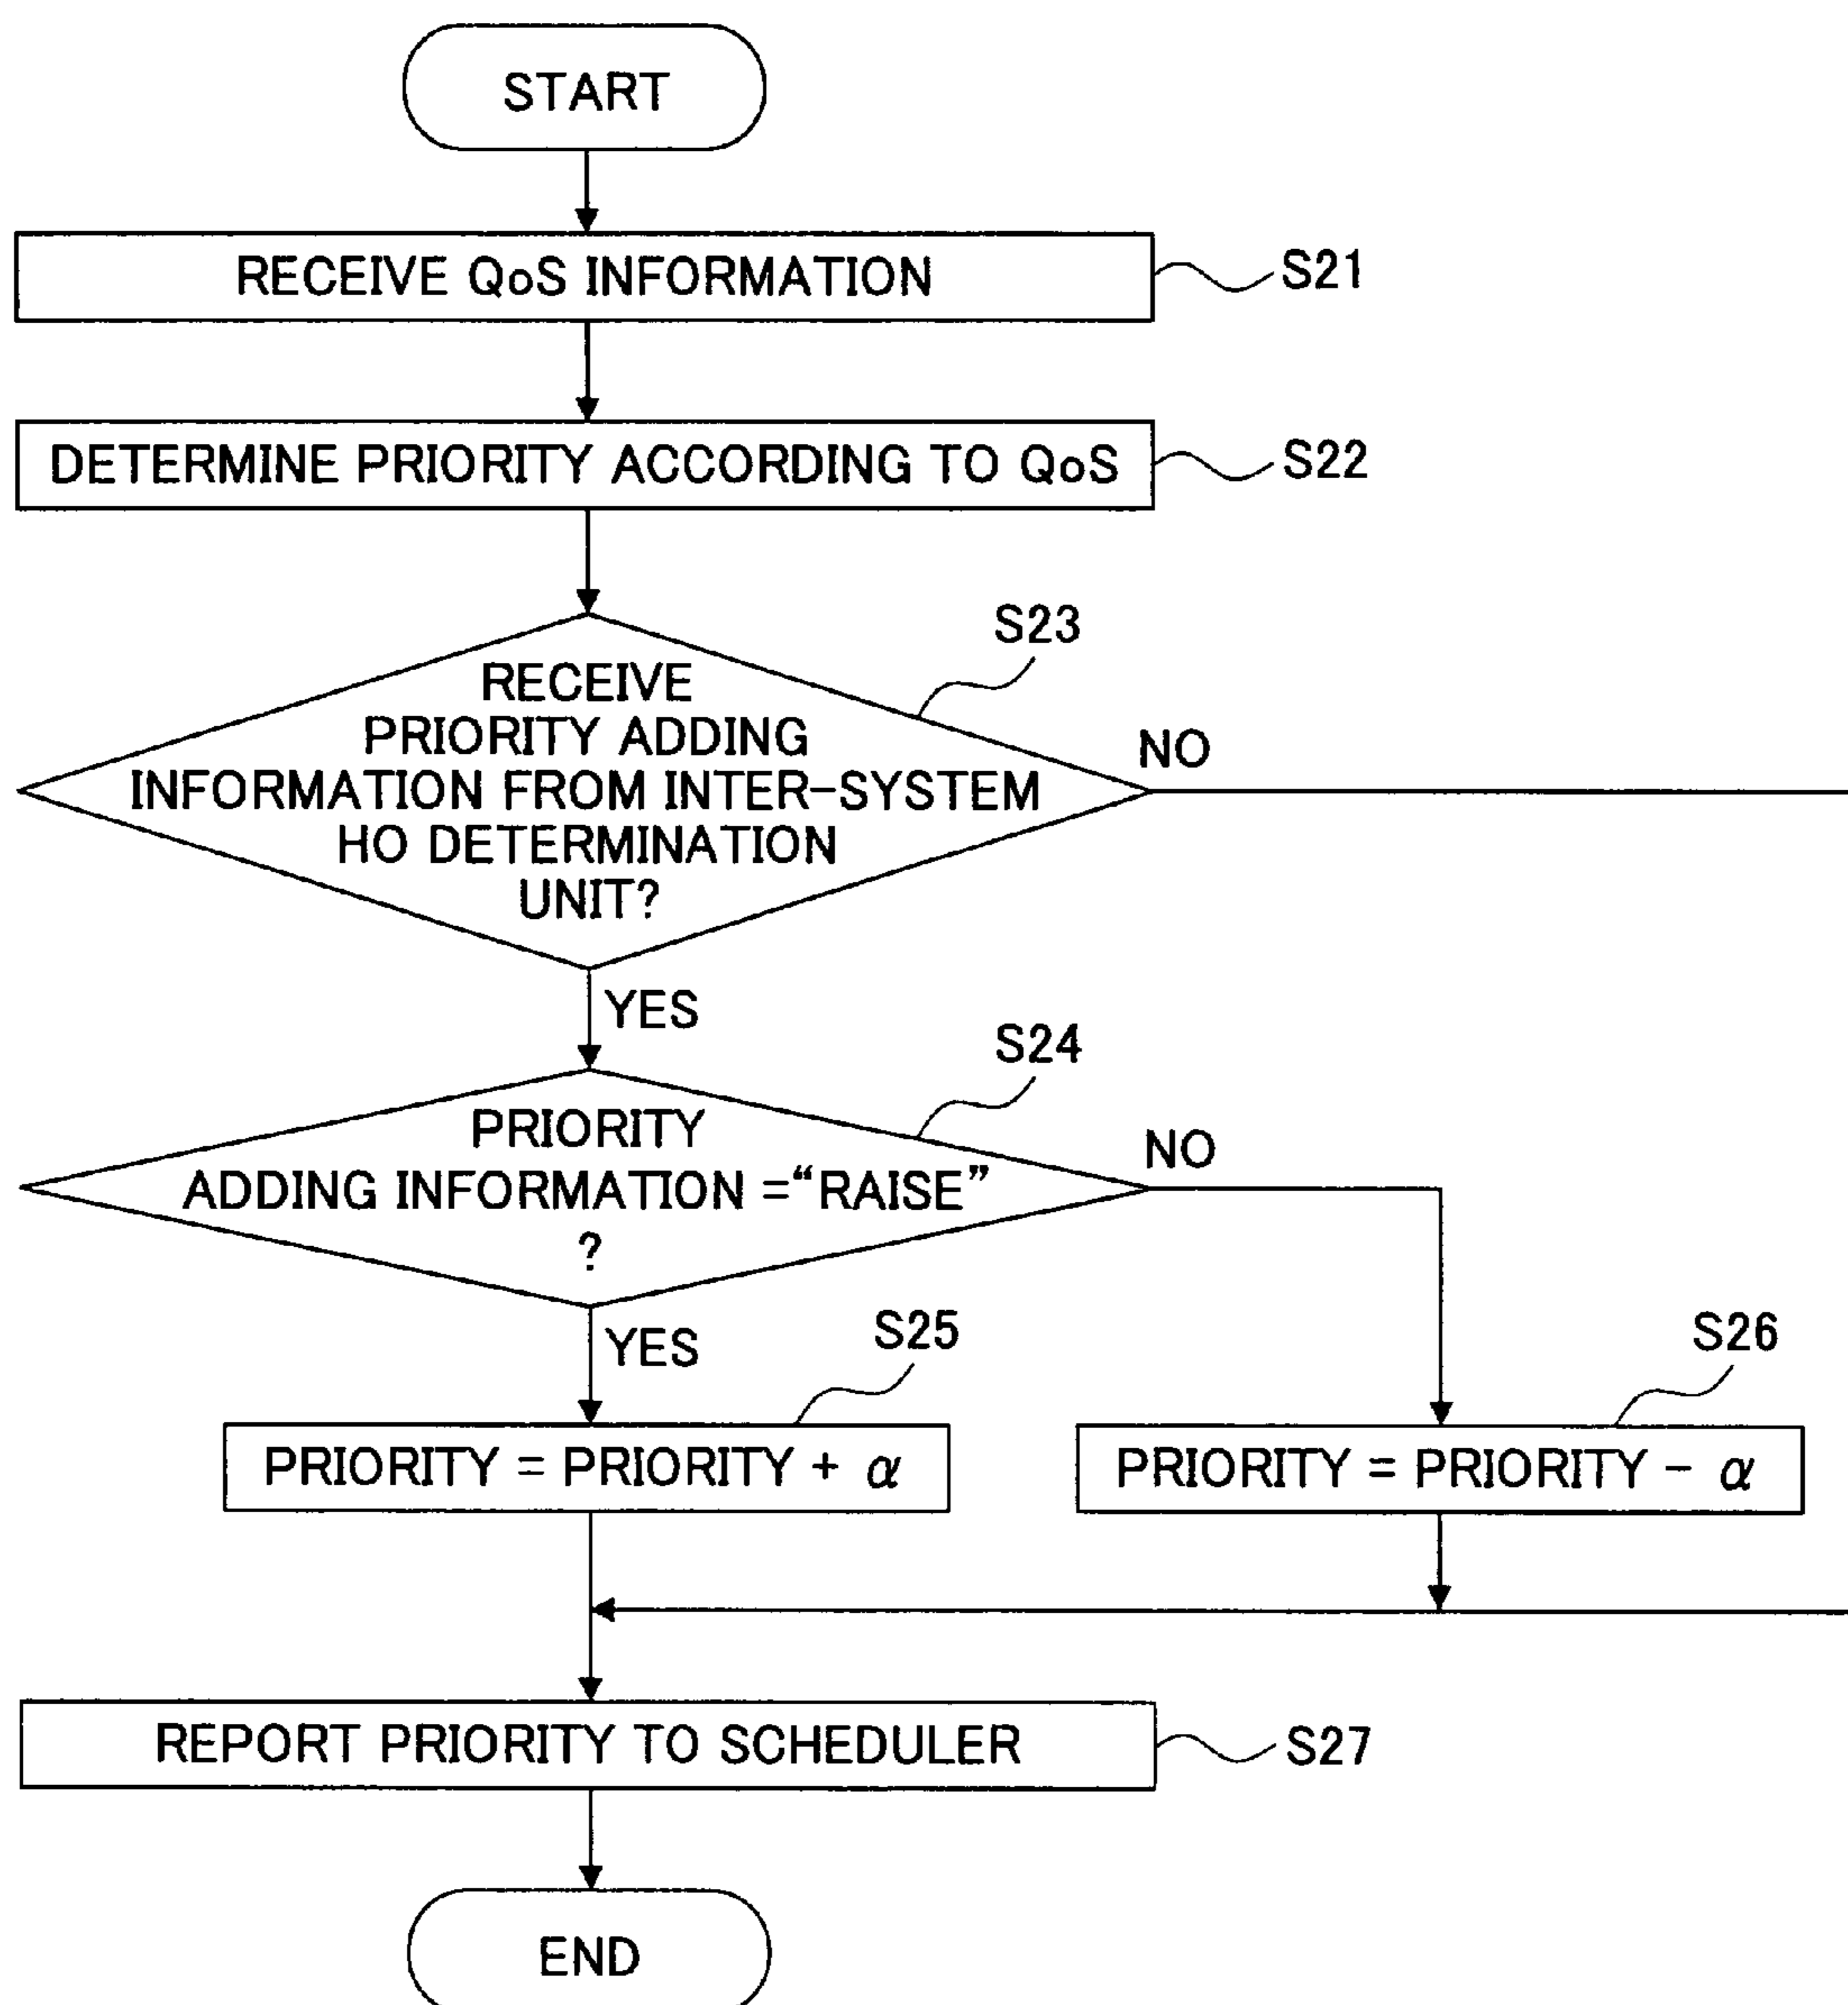 START
RECEIVE QoS INFORMATION
S21
DETERMINE PRIORITY ACCORDING TO QoS
S22
S23
RECEIVE
PRIORITY ADDING
INFORMATION FROM INTER-SYSTEM
HO DETERMINATION
UNIT?
NO
YES
S24
PRIORITY
ADDING INFORMATION =“RAISE”
?
NO
YES
S25
PRIORITY = PRIORITY + α
S26
PRIORITY = PRIORITY - α
REPORT PRIORITY TO SCHEDULER
S27
END